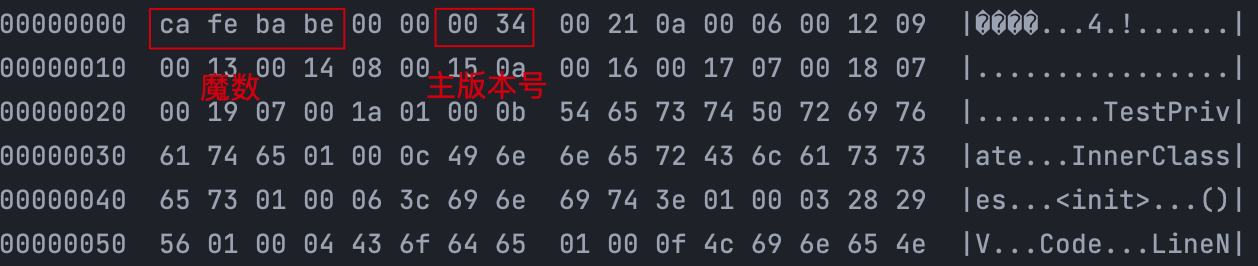 00000000 ca fe ba be 00 00 00 34 00 21 0a 00 06 00 12 09 |����...4.!......|
00000010 00 13 00 14 08 00 15 0a 00 16 00 17 07 00 18 07 |................|
魔数 主版本号
00000020 00 19 07 00 1a 01 00 0b 54 65 73 74 50 72 69 76 |........TestPriv|
00000030 61 74 65 01 00 0c 49 6e 6e 65 72 43 6c 61 73 73 |ate...InnerClass|
00000040 65 73 01 00 06 3c 69 6e 69 74 3e 01 00 03 28 29 |es...<init>...()|
00000050 56 01 00 04 43 6f 64 65 01 00 0f 4c 69 6e 65 4e |V...Code...LineN|